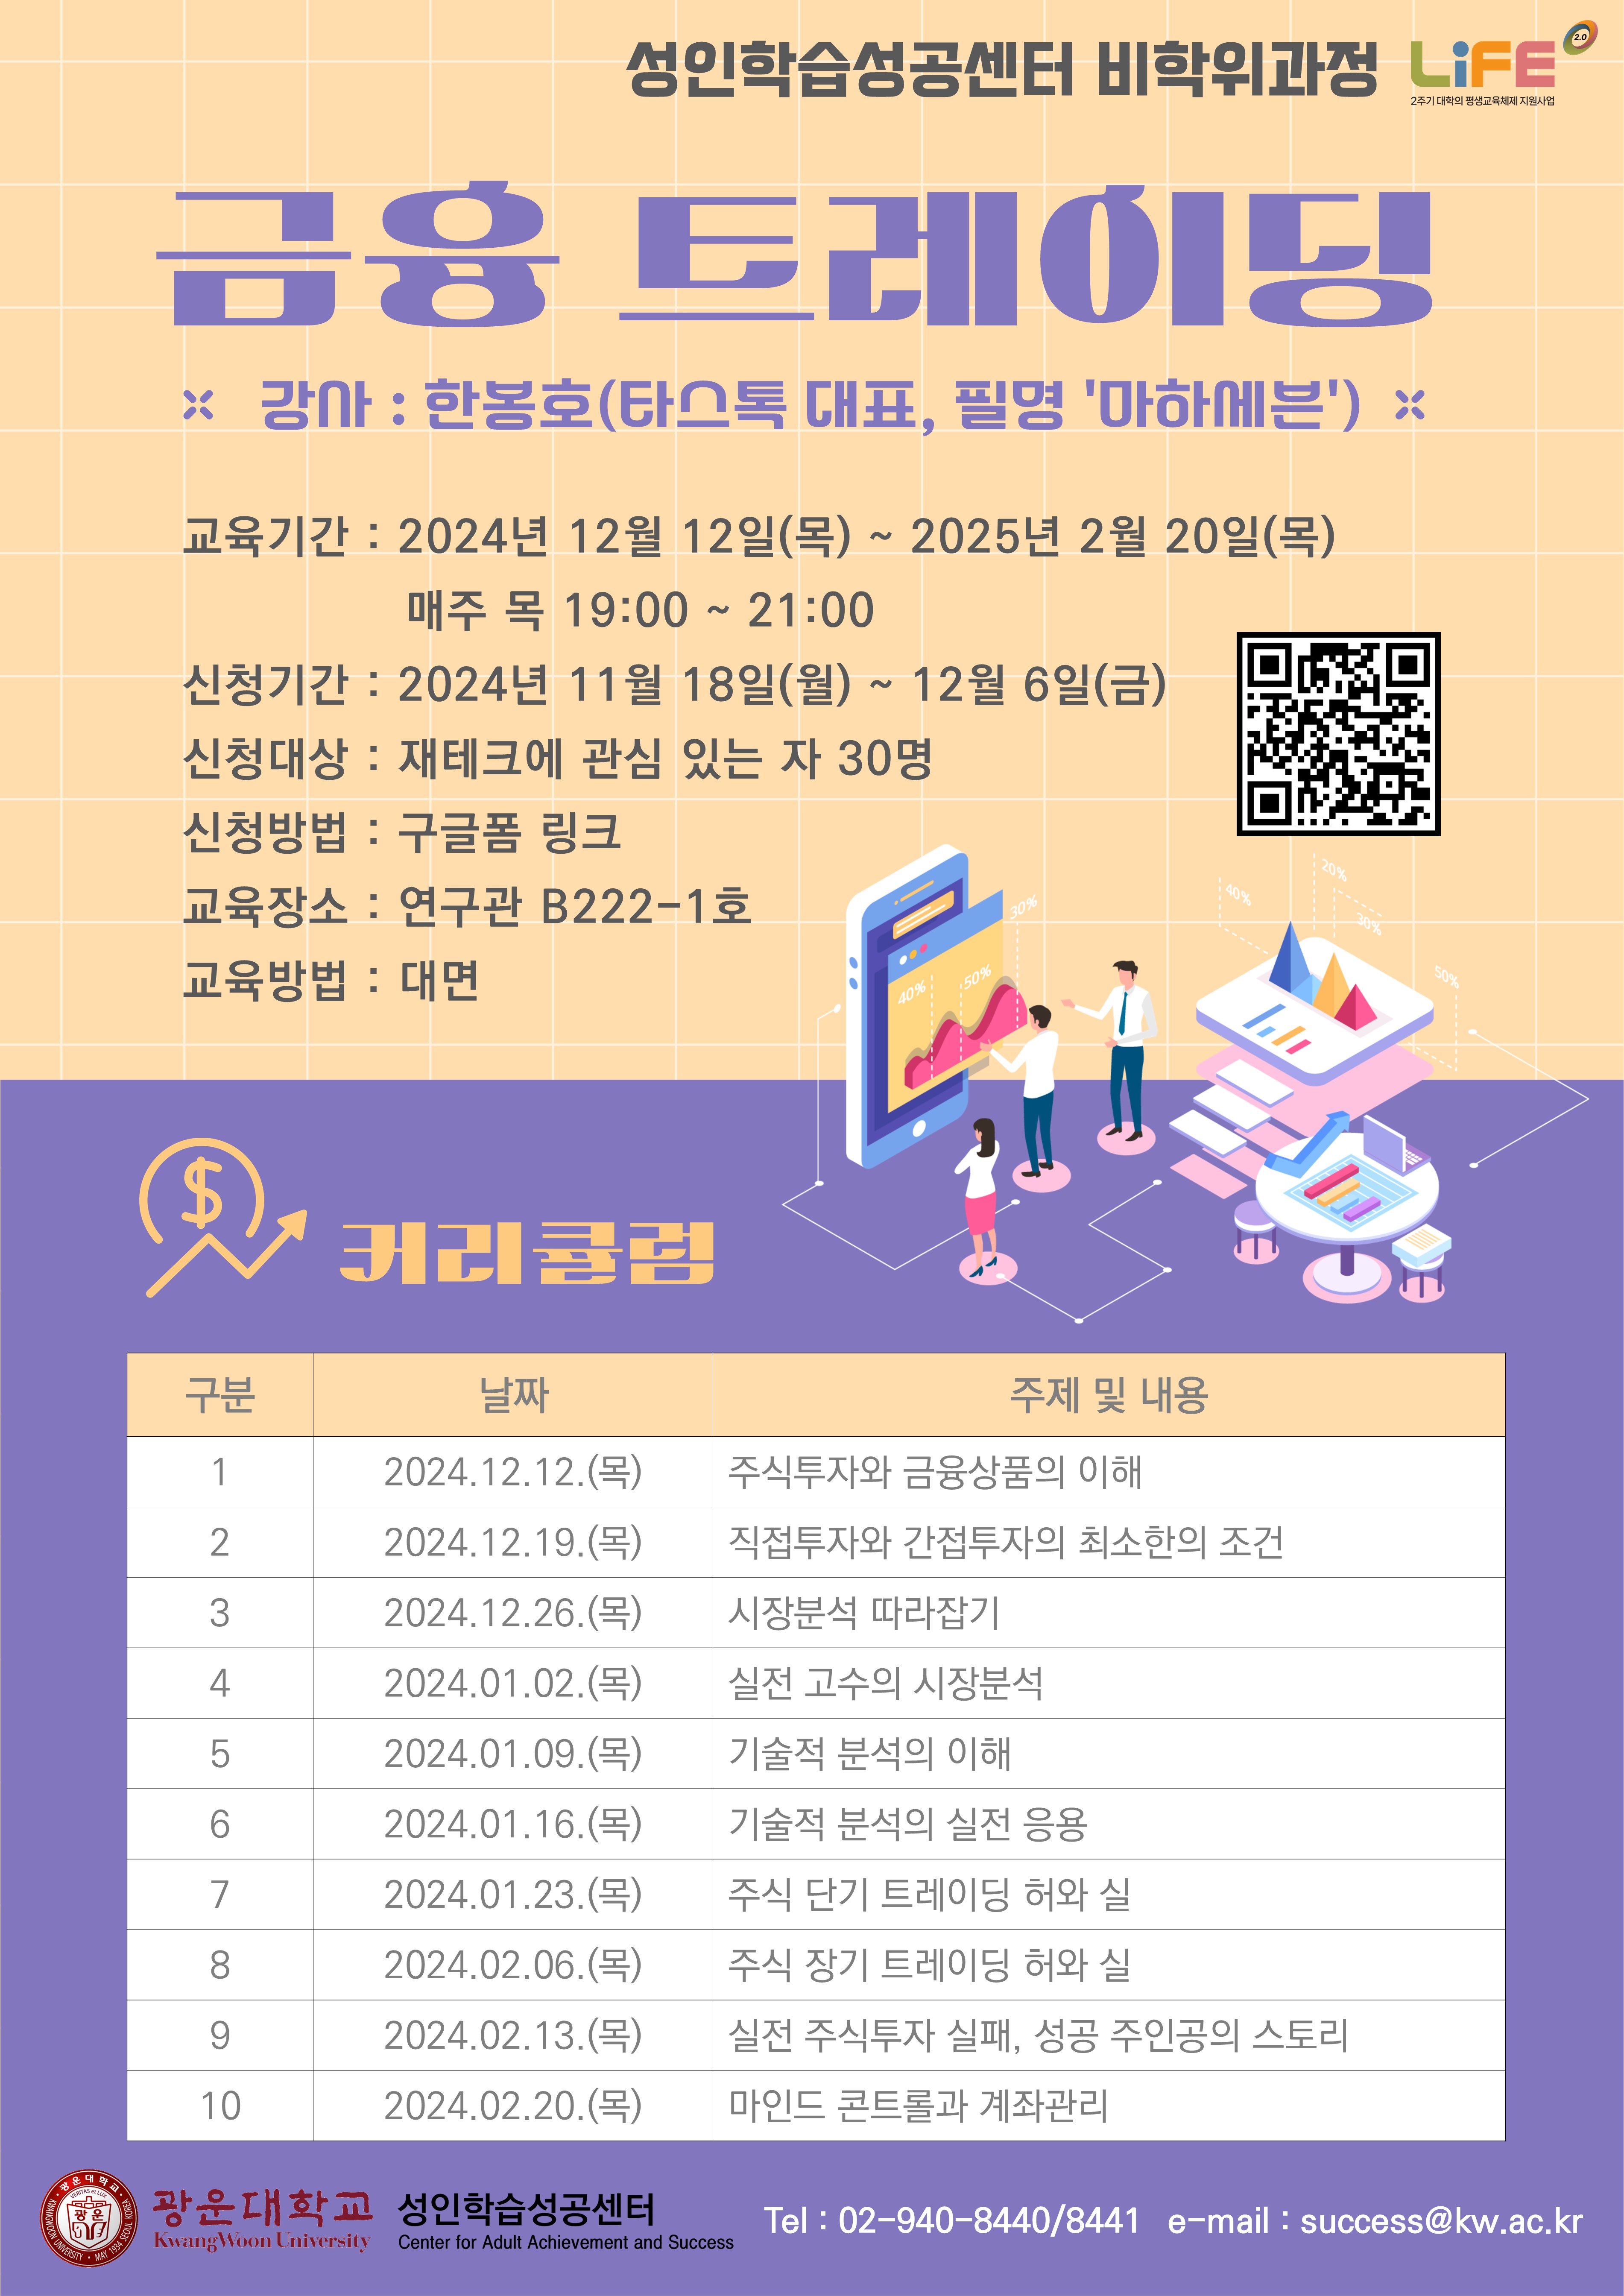 성인학습성공센터 비학위과정
LiFE 2.0
2주기 대학의 평생교육체제 지원사업
금융 트레이딩
강사 : 한봉호(타스톡 대표, 필명 '마하세븐')
교육기간 : 2024년 12월 12일(목) ~ 2025년 2월 20일(목)
매주 목 19:00 ~ 21:00
신청기간 : 2024년 11월 18일(월) ~ 12월 6일(금)
신청대상 : 재테크에 관심 있는 자 30명
신청방법 : 구글폼 링크
교육장소 : 연구관 B222-1호
교육방법 : 대면
40%
50%
30%
40%
20%
30%
50%
$
커리큘럼
구분 날짜 주제 및 내용
1 2024.12.12.(목) 주식투자와 금융상품의 이해
2 2024.12.19.(목) 직접투자와 간접투자의 최소한의 조건
3 2024.12.26.(목) 시장분석 따라잡기
4 2024.01.02.(목) 실전 고수의 시장분석
5 2024.01.09.(목) 기술적 분석의 이해
6 2024.01.16.(목) 기술적 분석의 실전 응용
7 2024.01.23.(목) 주식 단기 트레이딩 허와 실
8 2024.02.06.(목) 주식 장기 트레이딩 허와 실
9 2024.02.13.(목) 실전 주식투자 실패, 성공 주인공의 스토리
10 2024.02.20.(목) 마인드 콘트롤과 계좌관리
광운대학교
VERITAS et LUX
광운
KWANGWOON UNIVERSITY • MAY 1934 SEOUL KOREA
광운대학교
KwangWoon University
성인학습성공센터
Center for Adult Achievement and Success
Tel : 02-940-8440/8441 e-mail : success@kw.ac.kr